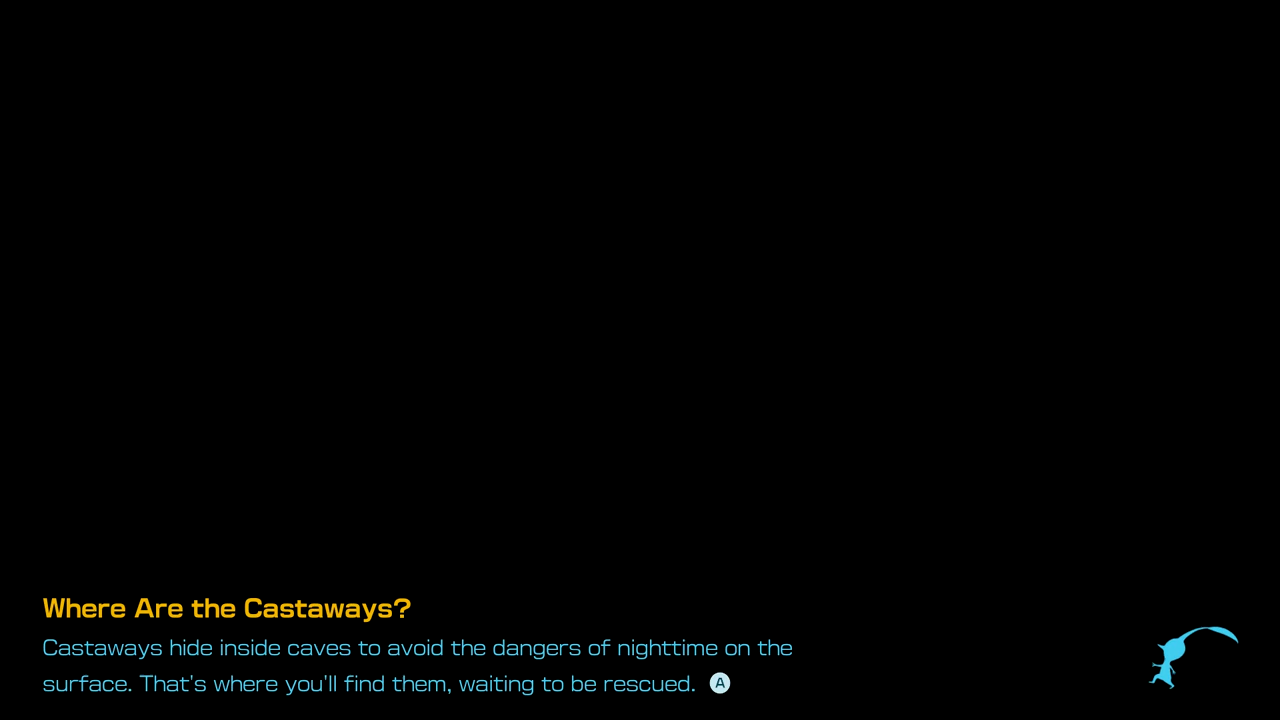 Where Are the Castaways?
Castaways hide inside caves to avoid the dangers of nighttime on the
surface. That's where you'll find them, waiting to be rescued. A